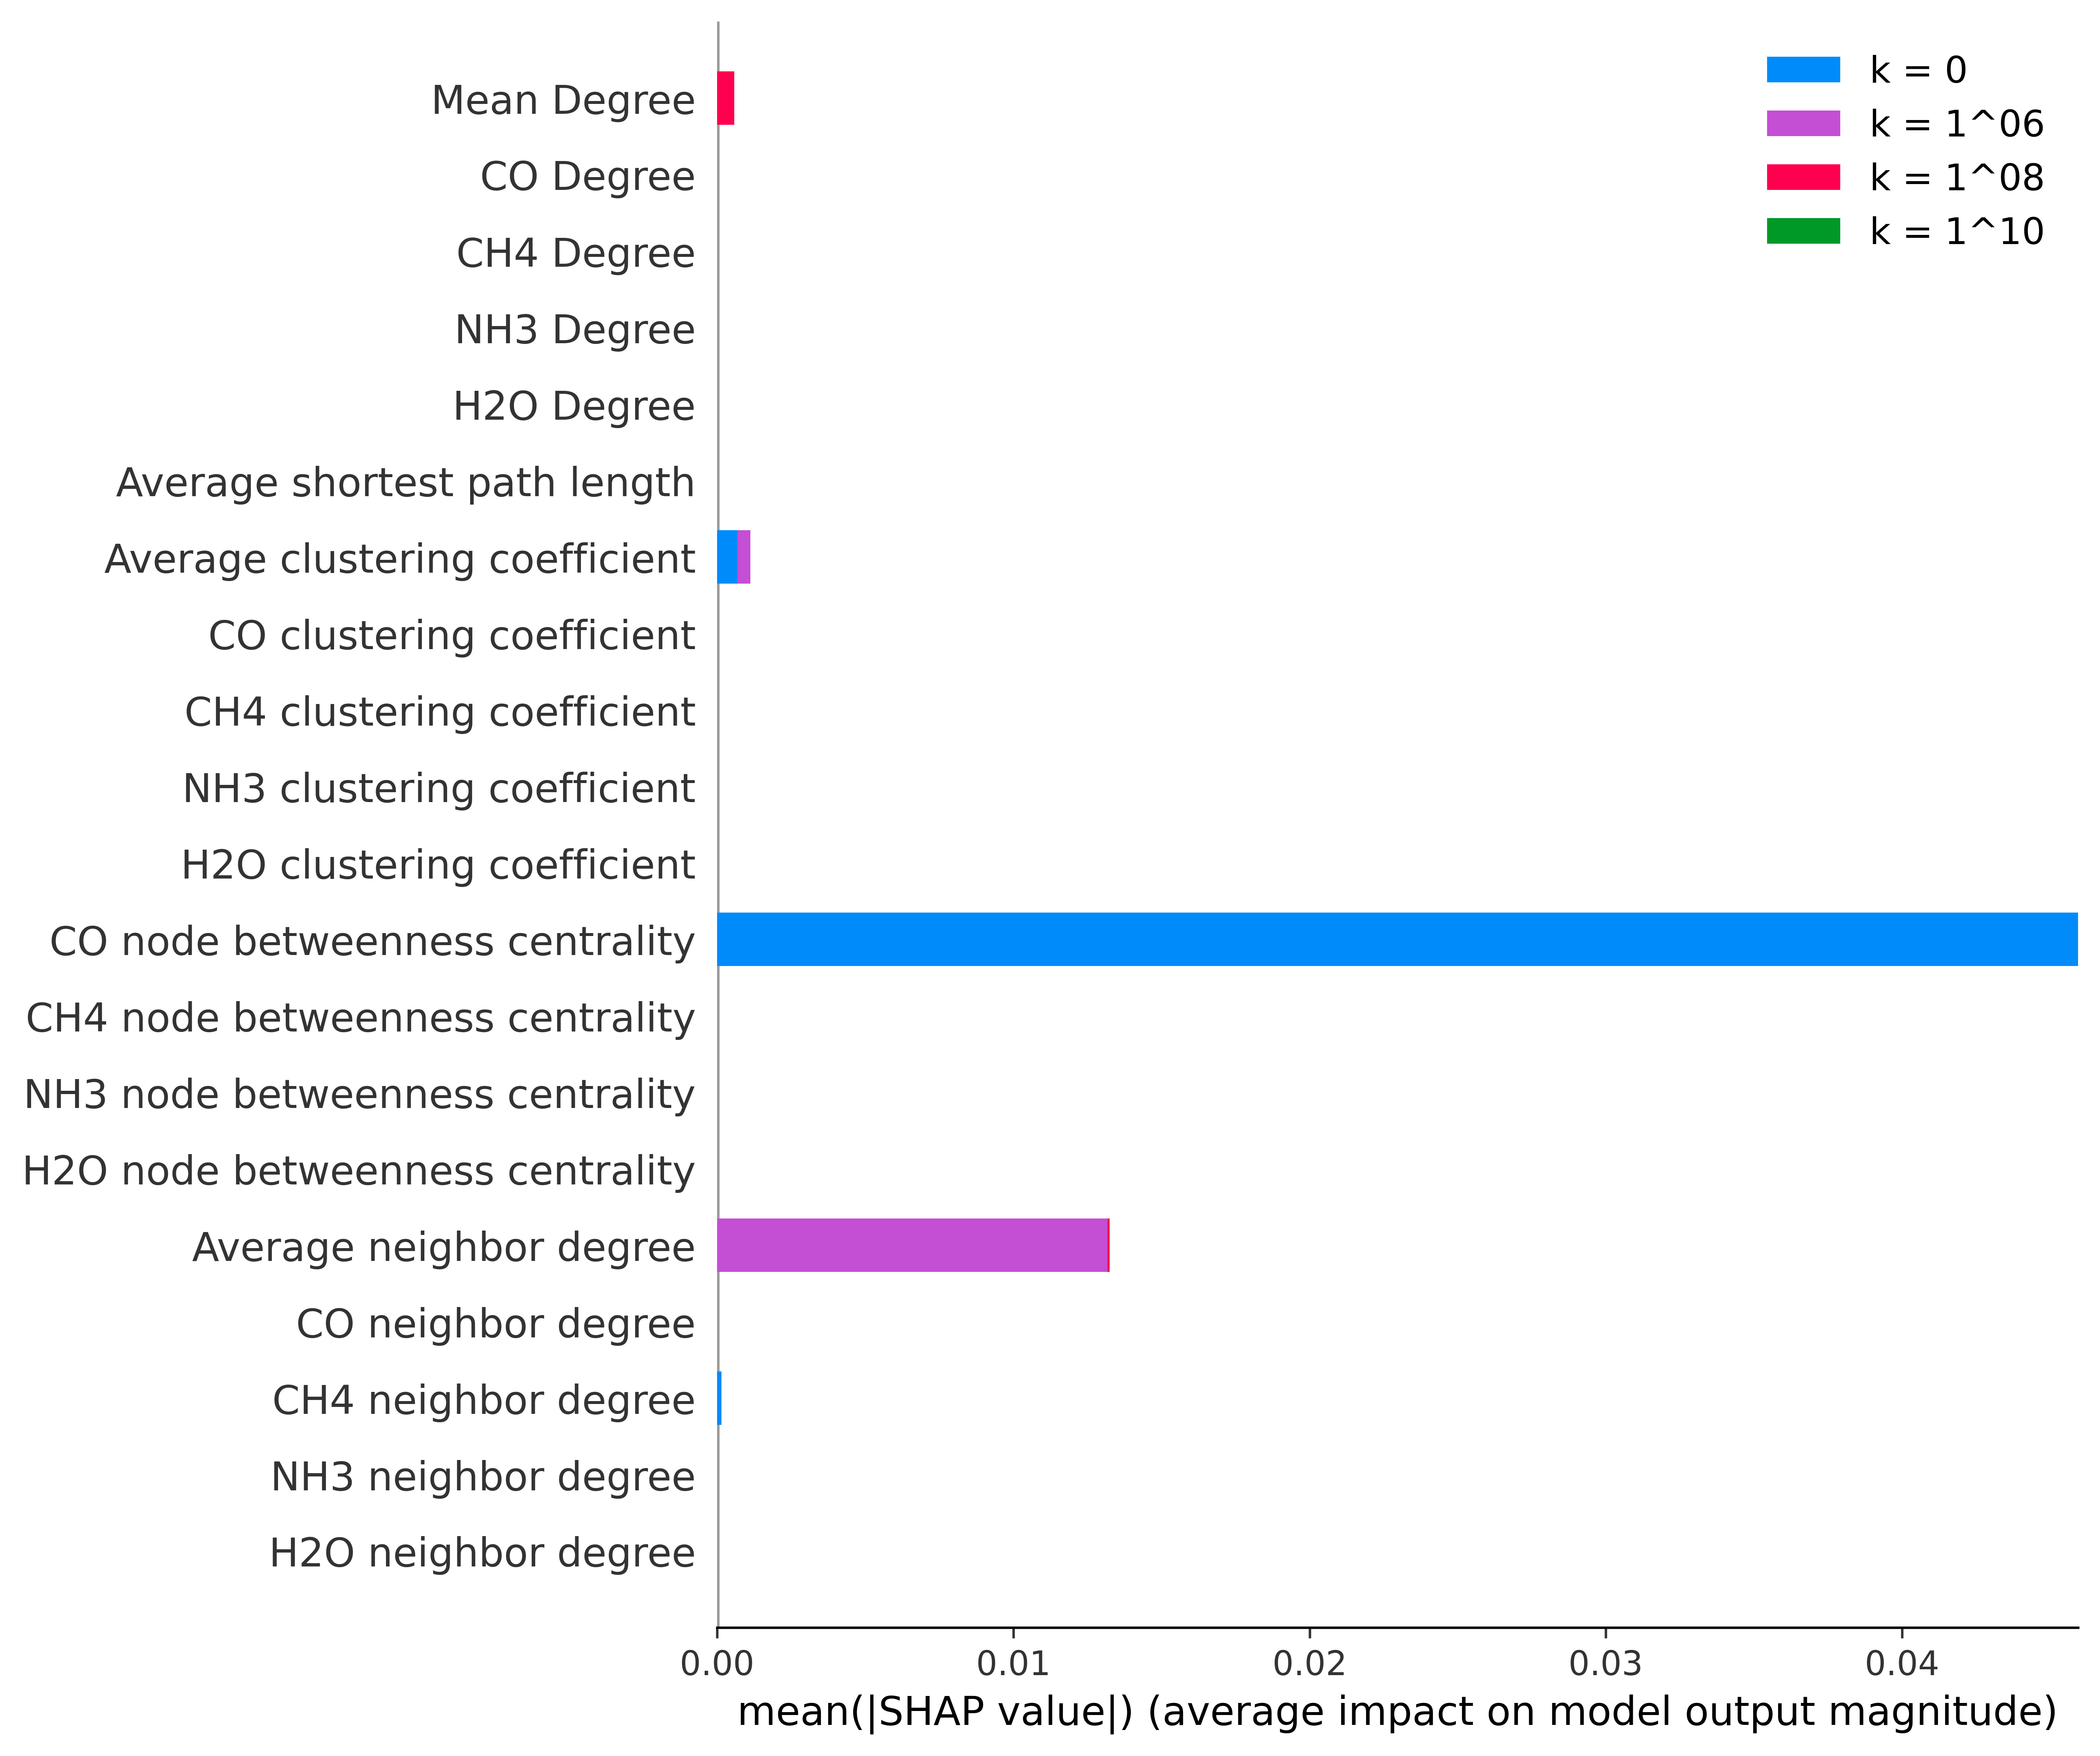 k = 0
k = 1^06
k = 1^08
k = 1^10
Mean Degree
CO Degree
CH4 Degree
NH3 Degree
H2O Degree
Average shortest path length
Average clustering coefficient
CO clustering coefficient
CH4 clustering coefficient
NH3 clustering coefficient
H2O clustering coefficient
CO node betweenness centrality
CH4 node betweenness centrality
NH3 node betweenness centrality
H2O node betweenness centrality
Average neighbor degree
CO neighbor degree
CH4 neighbor degree
NH3 neighbor degree
H2O neighbor degree
0.00 0.01 0.02 0.03 0.04
mean(|SHAP value|) (average impact on model output magnitude)